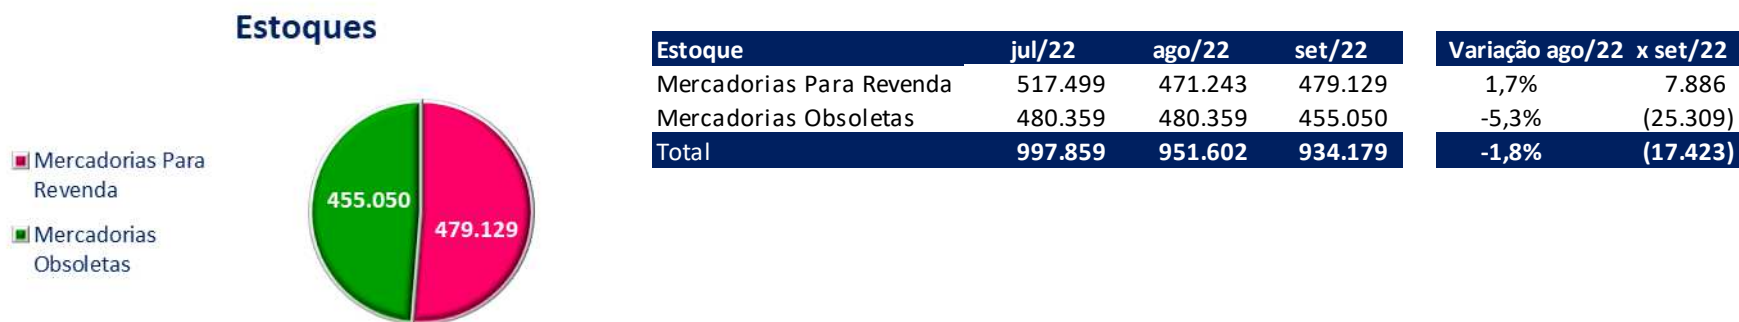 Estoques
Mercadorias Para
Revenda
Mercadorias
Obsoletas
455.050
479.129
Estoque jul/22 ago/22 set/22 Variação ago/22 x set/22
Mercadorias Para Revenda 517.499 471.243 479.129 1,7% 7.886
Mercadorias Obsoletas 480.359 480.359 455.050 -5,3% (25.309)
Total 997.859 951.602 934.179 -1,8% (17.423)